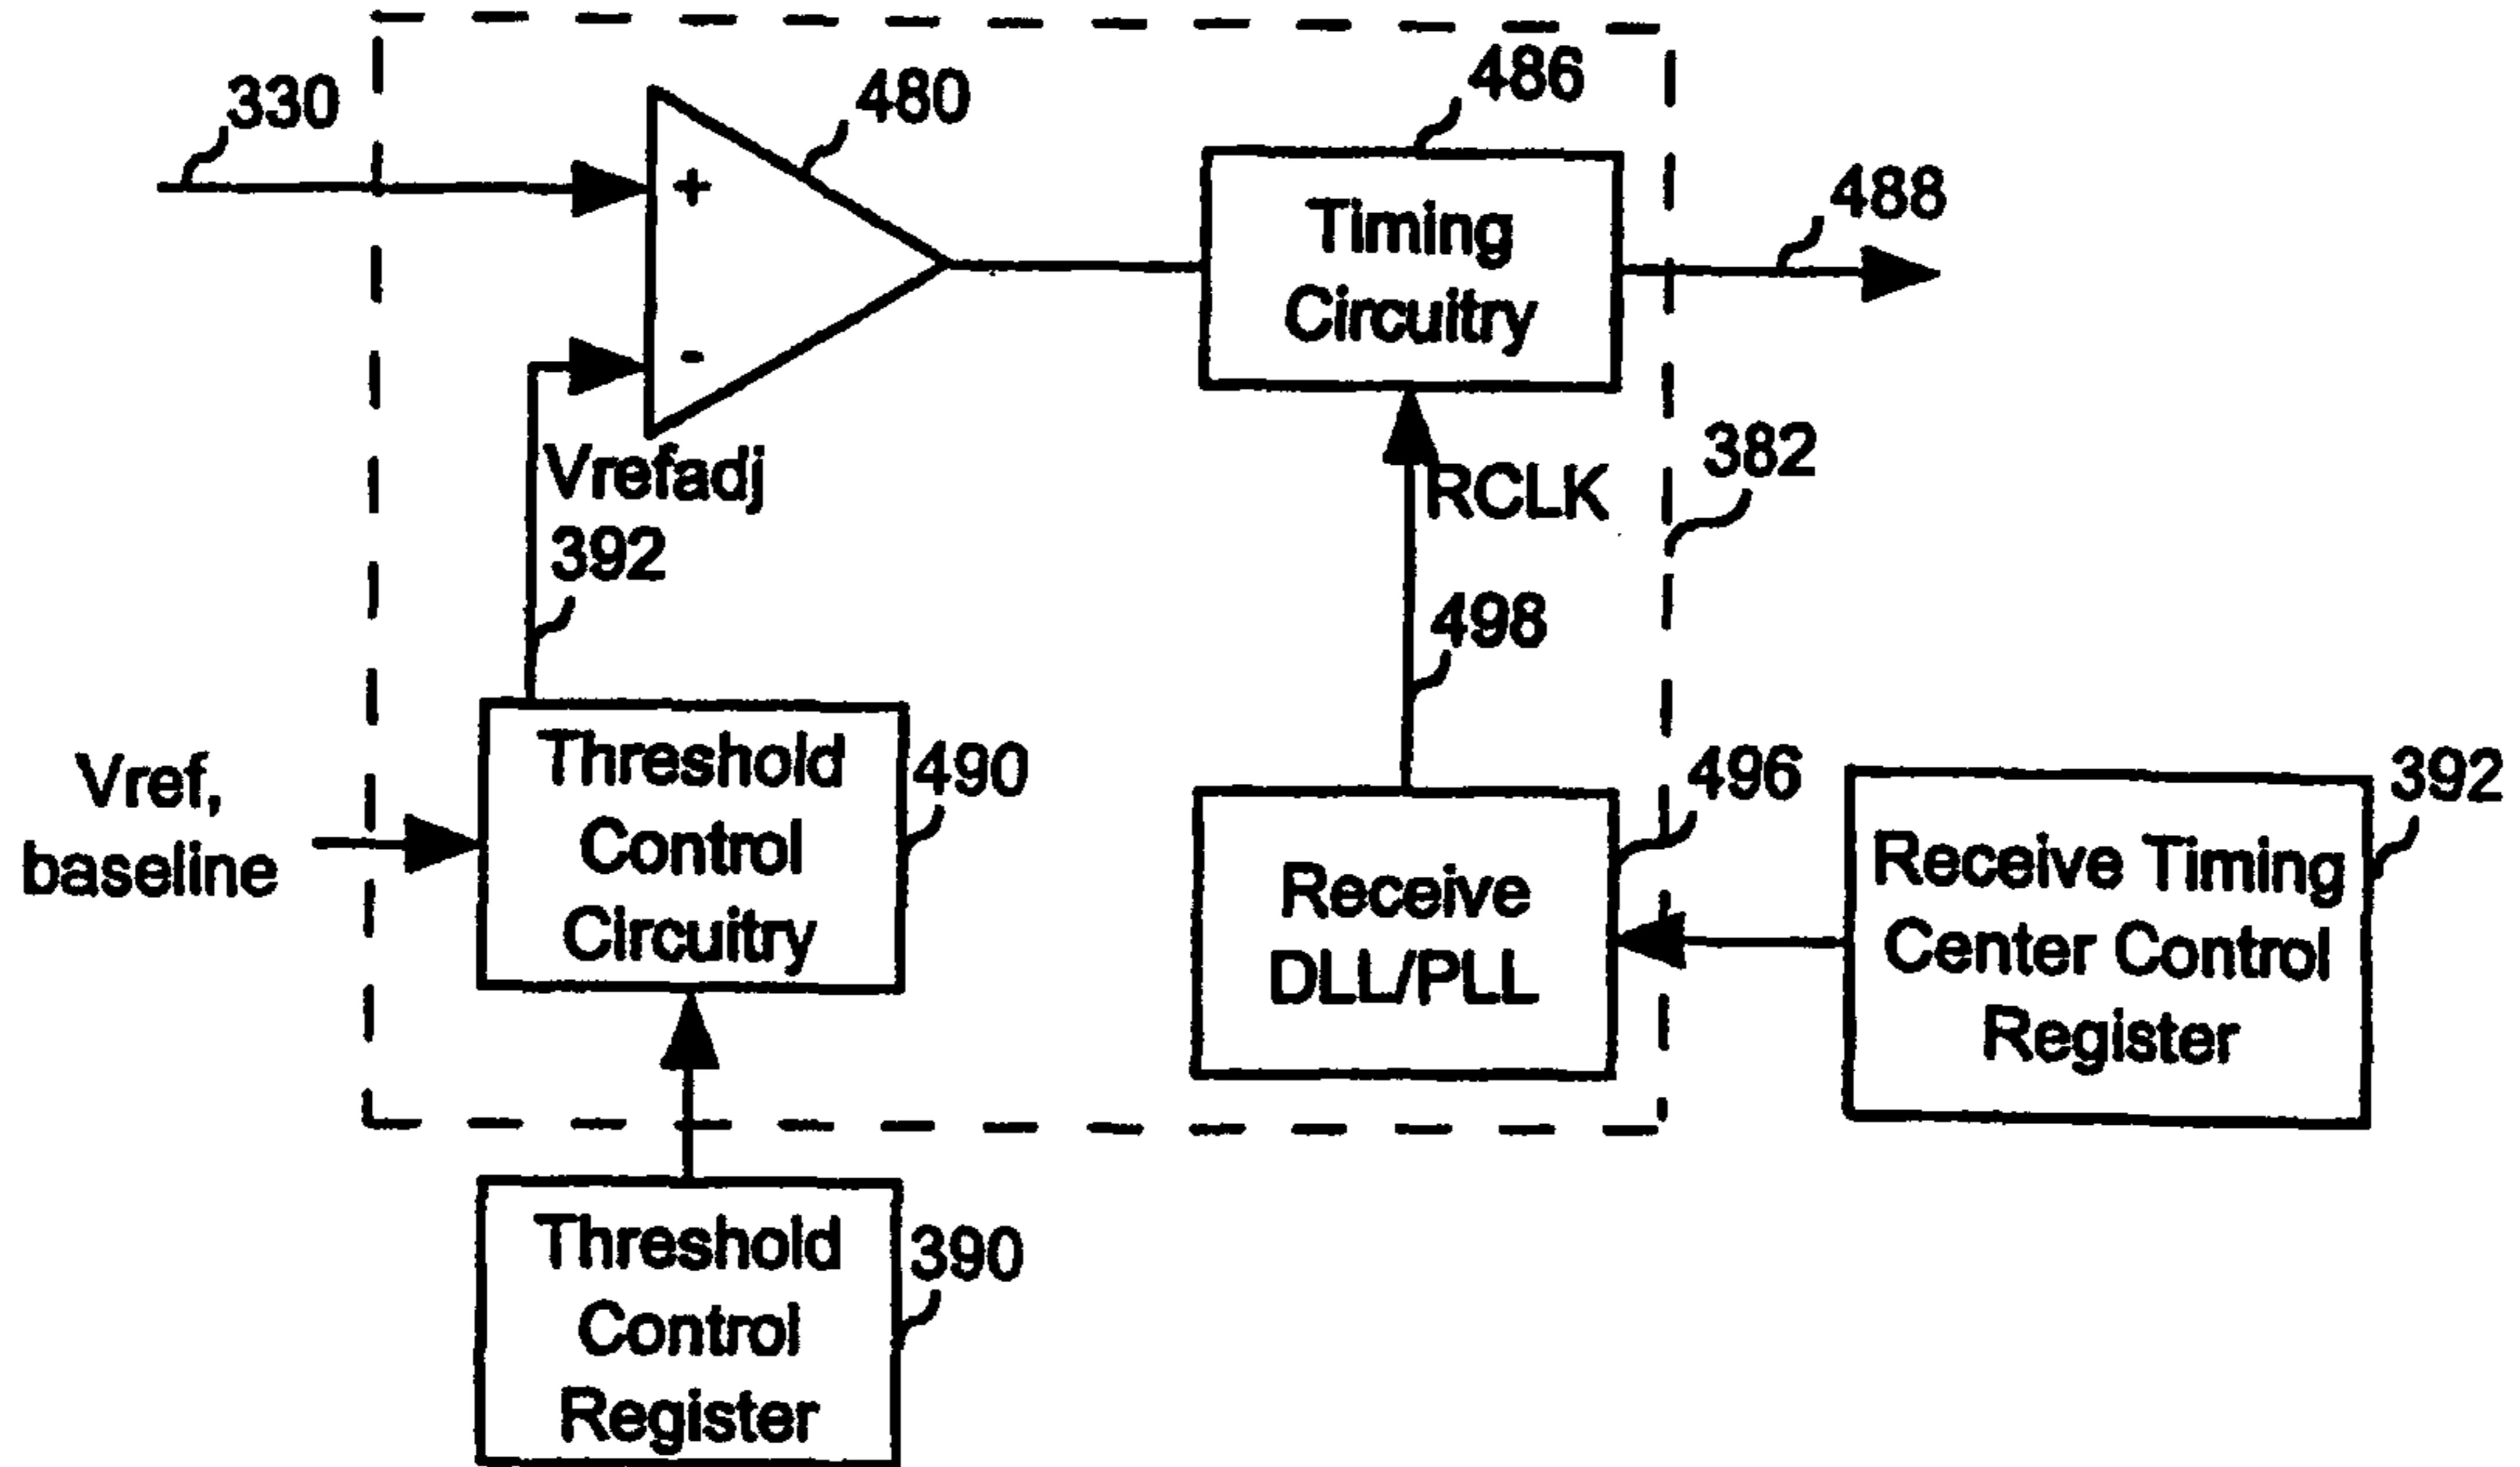 330
480
486
+
Timing
Circuitry
488
-
Vrefadj
392
RCLK
382
498
Vref,
baseline
Threshold
Control
Circuitry
490
Receive
DLL/PLL
496
Receive Timing
Center Control
Register
392
Threshold
Control
Register
390